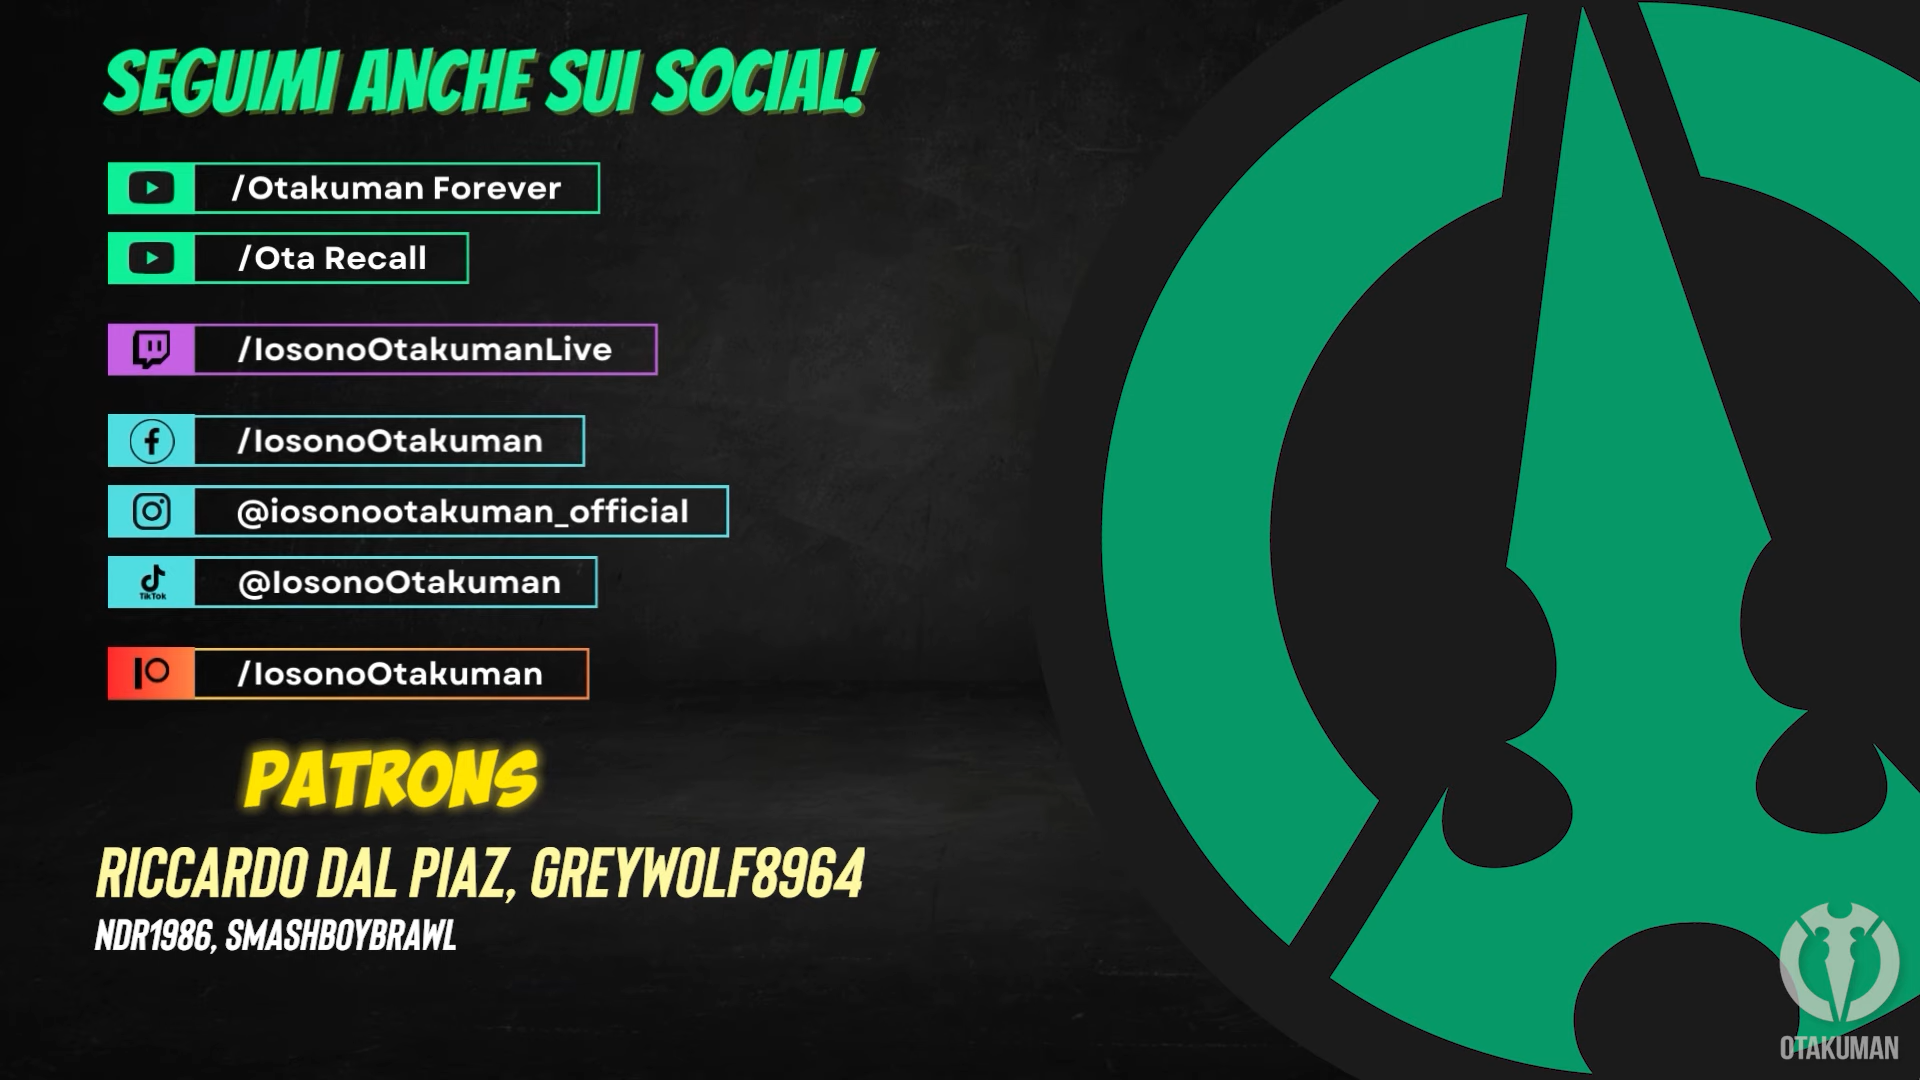 SEGUIMI ANCHE SUI SOCIAL!
/Otakuman Forever
/Ota Recall
/IosonoOtakumanLive
/IosonoOtakuman
@iosonootakuman_official
TikTok
@IosonoOtakuman
/IosonoOtakuman
PATRONS
RICCARDO DAL PIAZ, GREYWOLF8964
NDR1986, SMASHBOYBRAWL
OTAKUMAN